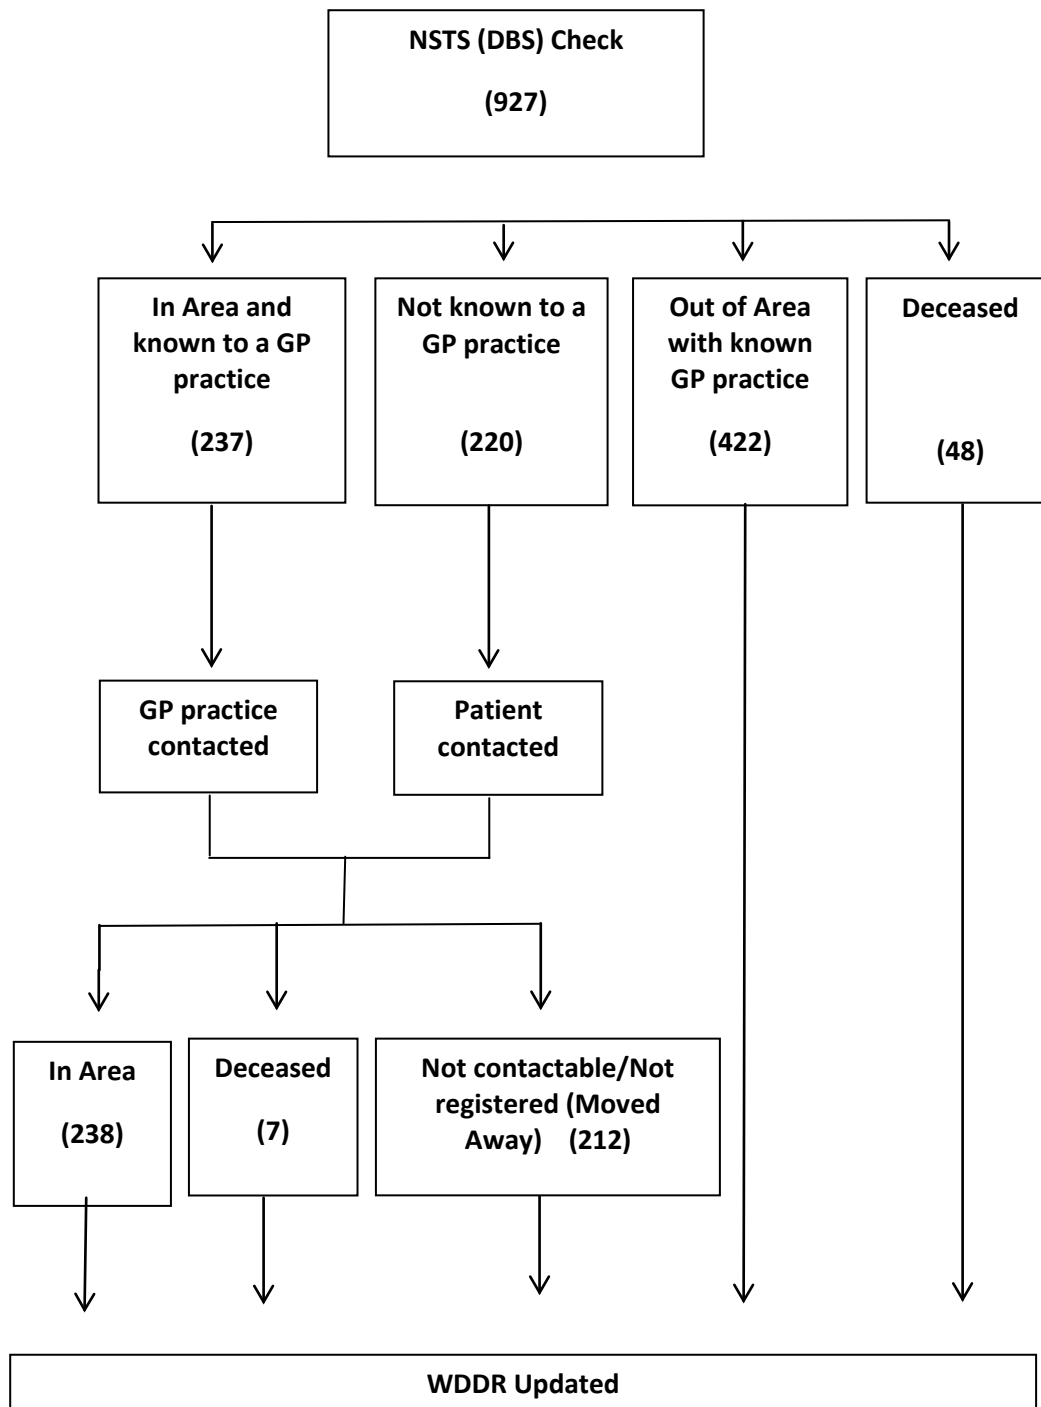 NSTS (DBS) Check
(927)
In Area and
known to a GP
practice
(237)
Not known to a
GP practice
(220)
Out of Area
with known
GP practice
(422)
Deceased
(48)
GP practice
contacted
Patient
contacted
In Area
(238)
Deceased
(7)
Not contactable/Not
registered (Moved
Away) (212)
WDDR Updated